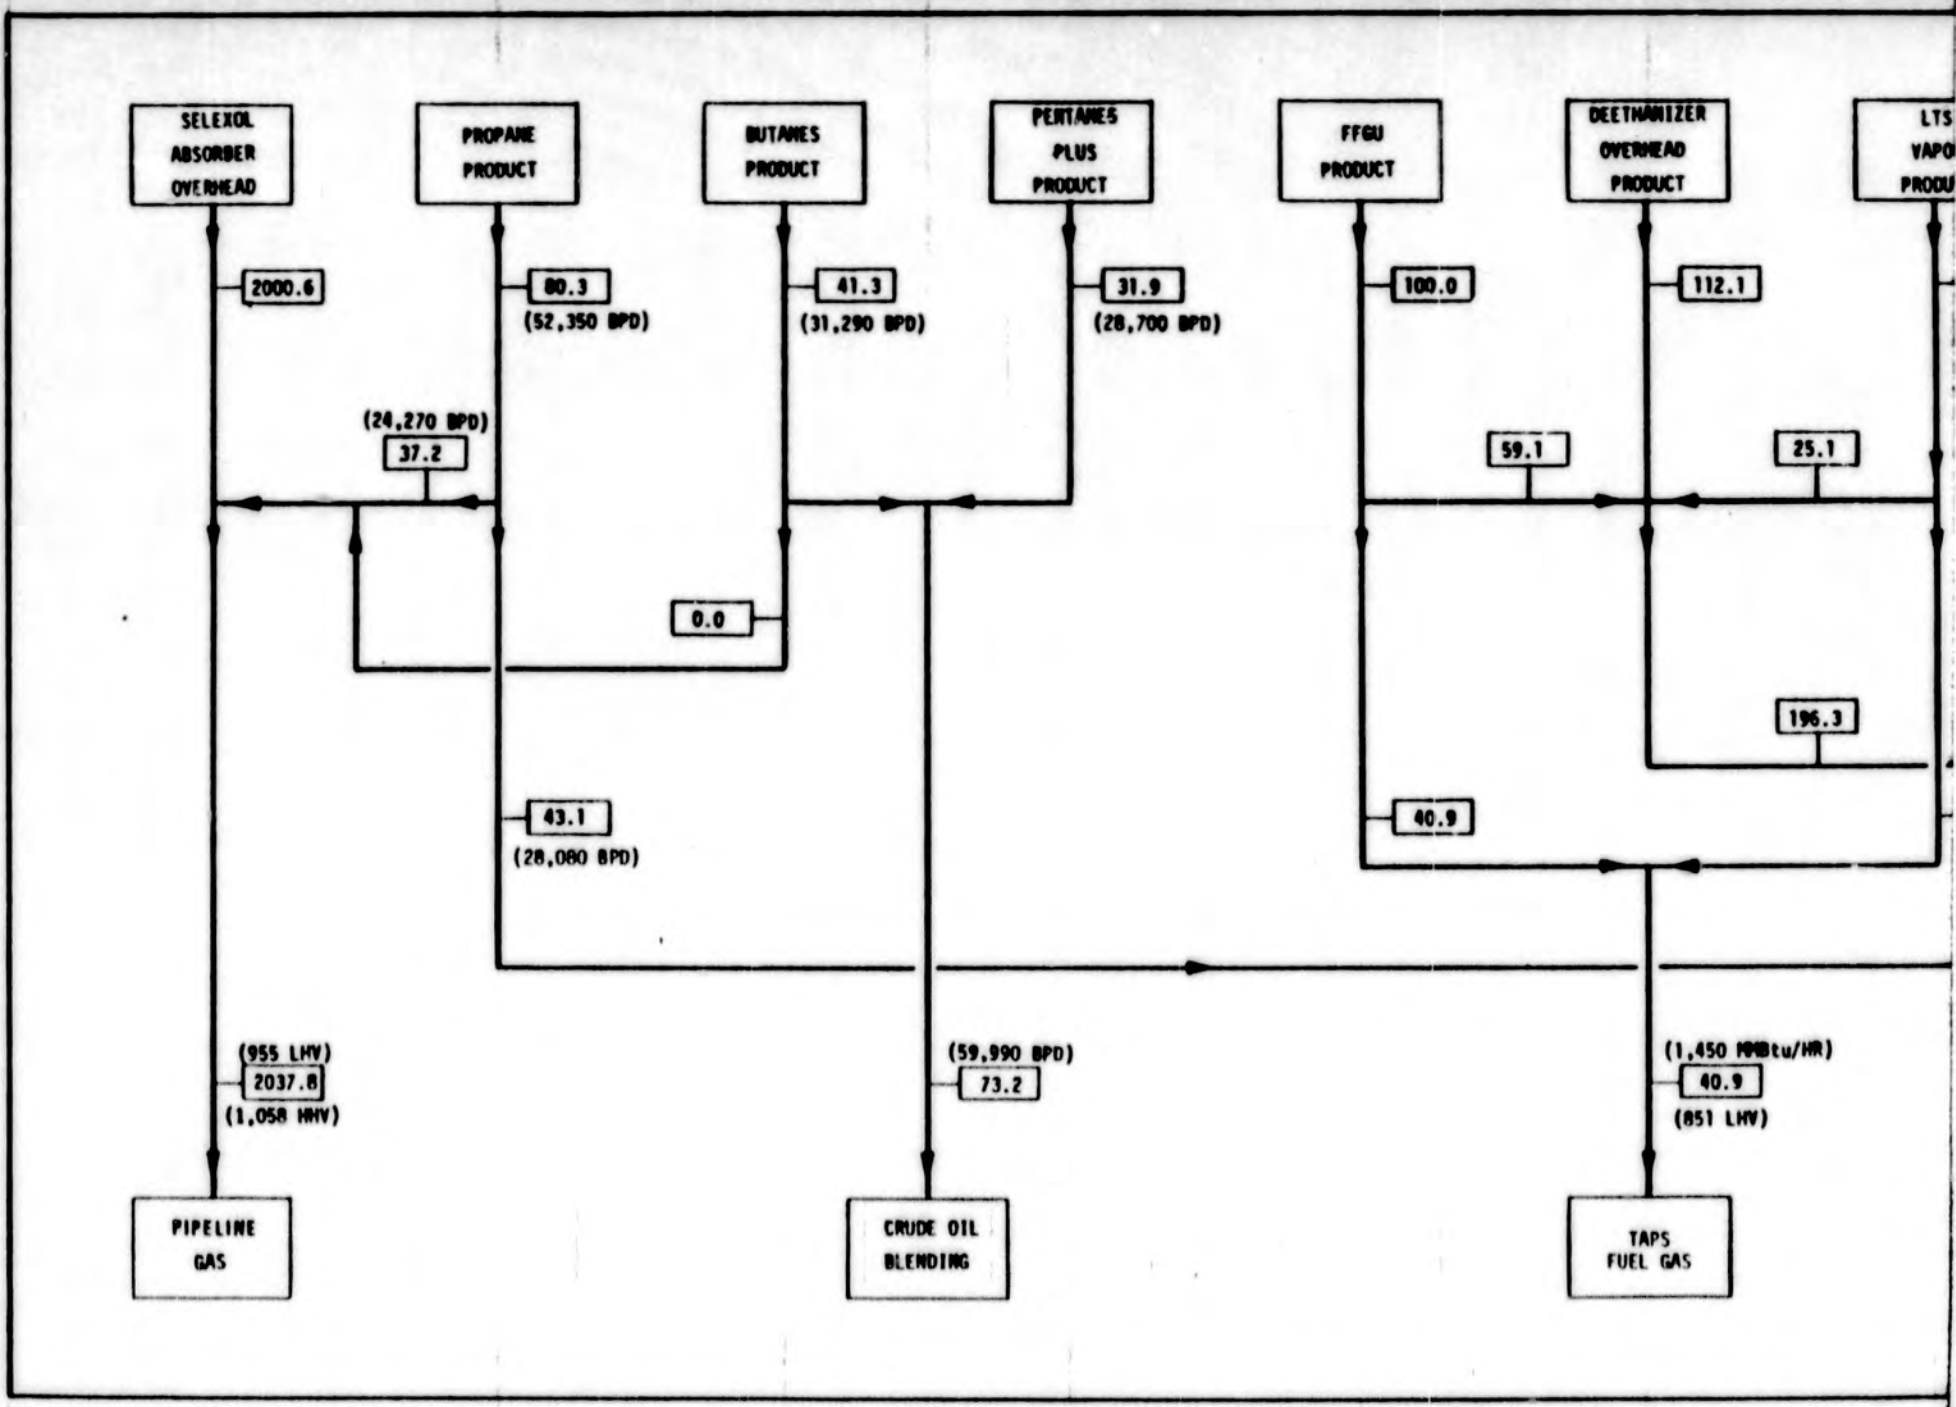 SELEXOL
ABSORBER
OVERHEAD
PROPANE
PRODUCT
BUTANES
PRODUCT
PENTANES
PLUS
PRODUCT
FFGU
PRODUCT
DEETHANIZER
OVERHEAD
PRODUCT
LTS
VAPO
PRODU
2000.6
80.3
(52,350 BPD)
41.3
(31,290 BPD)
31.9
(28,700 BPD)
100.0
112.1
(24,270 BPD)
37.2
59.1
25.1
0.0
196.3
43.1
(28,080 BPD)
40.9
(955 LHV)
2037.8
(1,058 HHV)
(59,990 BPD)
73.2
(1,450 MMBtu/HR)
40.9
(851 LHV)
PIPELINE
GAS
CRUDE OIL
BLENDING
TAPS
FUEL GAS